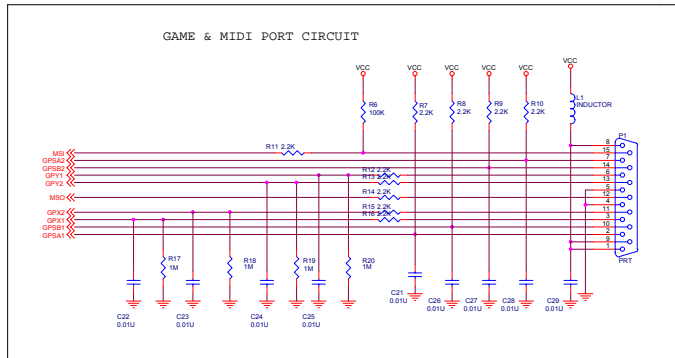 GAME & MIDI PORT CIRCUIT
VCC
VCC VCC VCC VCC VCC
R6
100K
R7
2.2K
R8
2.2K
R9
2.2K
R10
2.2K
L1
INDUCTOR
P1
R11 2.2K
R12 2.2K
R13 2.2K
R14 2.2K
R15 2.2K
R16 2.2K
MSI
GPSA2
GPSB2
GPY1
GPY2
MSO
GPX2
GPX1
GPSB1
GPSA1
8
15
7
14
6
13
5
12
4
11
3
10
2
9
1
PRT
R17
1M
R18
1M
R19
1M
R20
1M
C22
0.01U
C23
0.01U
C24
0.01U
C25
0.01U
C21
0.01U
C26
0.01U
C27
0.01U
C28
0.01U
C29
0.01U